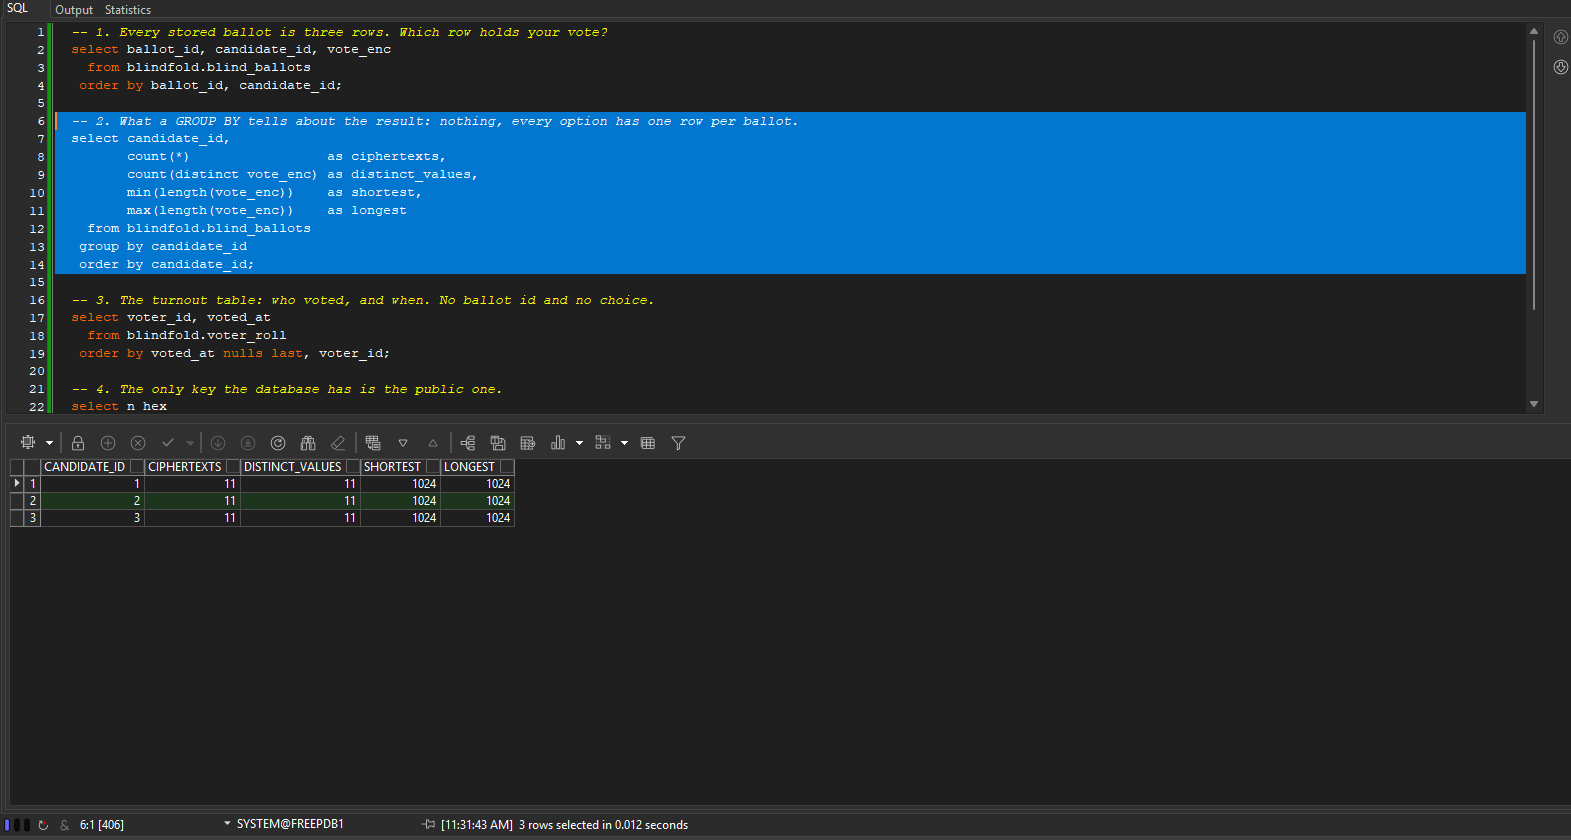 SQL Output Statistics
1 -- 1. Every stored ballot is three rows. Which row holds your vote?
2 select ballot_id, candidate_id, vote_enc
3 from blindfold.blind_ballots
4 order by ballot_id, candidate_id;
5
6 -- 2. What a GROUP BY tells about the result: nothing, every option has one row per ballot.
7 select candidate_id,
8 count(*) as ciphertexts,
9 count(distinct vote_enc) as distinct_values,
10 min(length(vote_enc)) as shortest,
11 max(length(vote_enc)) as longest
12 from blindfold.blind_ballots
13 group by candidate_id
14 order by candidate_id;
15
16 -- 3. The turnout table: who voted, and when. No ballot id and no choice.
17 select voter_id, voted_at
18 from blindfold.voter_roll
19 order by voted_at nulls last, voter_id;
20
21 -- 4. The only key the database has is the public one.
22 select n_hex
CANDIDATE_ID CIPHERTEXTS DISTINCT_VALUES SHORTEST LONGEST
1 1 11 11 1024 1024
2 2 11 11 1024 1024
3 3 11 11 1024 1024
& 6:1 [406] SYSTEM@FREEPDB1 [11:31:43 AM] 3 rows selected in 0.012 seconds